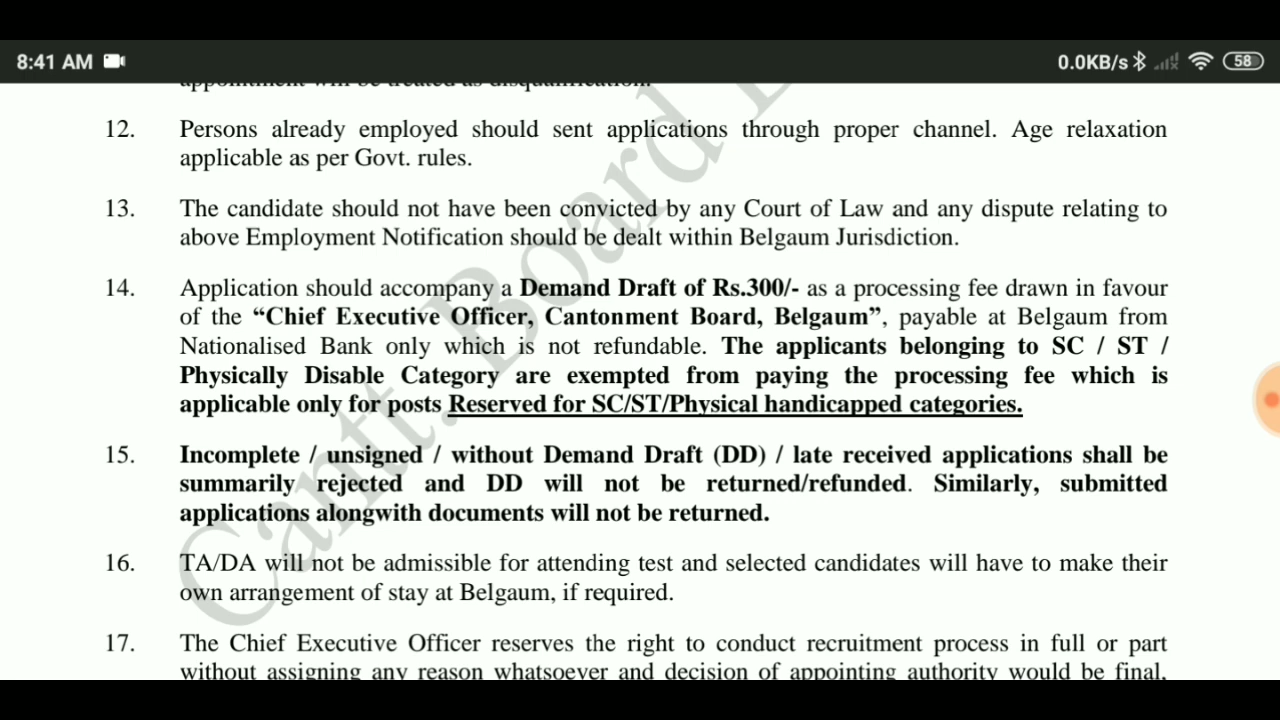 8:41 AM
0.0KB/s
58
appointment will be treated as disqualification.
12. Persons already employed should sent applications through proper channel. Age relaxation
applicable as per Govt. rules.
13. The candidate should not have been convicted by any Court of Law and any dispute relating to
above Employment Notification should be dealt within Belgaum Jurisdiction.
14. Application should accompany a Demand Draft of Rs.300/- as a processing fee drawn in favour
of the “Chief Executive Officer, Cantonment Board, Belgaum”, payable at Belgaum from
Nationalised Bank only which is not refundable. The applicants belonging to SC / ST /
Physically Disable Category are exempted from paying the processing fee which is
applicable only for posts Reserved for SC/ST/Physical handicapped categories.
15. Incomplete / unsigned / without Demand Draft (DD) / late received applications shall be
summarily rejected and DD will not be returned/refunded. Similarly, submitted
applications alongwith documents will not be returned.
16. TA/DA will not be admissible for attending test and selected candidates will have to make their
own arrangement of stay at Belgaum, if required.
17. The Chief Executive Officer reserves the right to conduct recruitment process in full or part
without assigning any reason whatsoever and decision of appointing authority would be final,
Cantt. Board